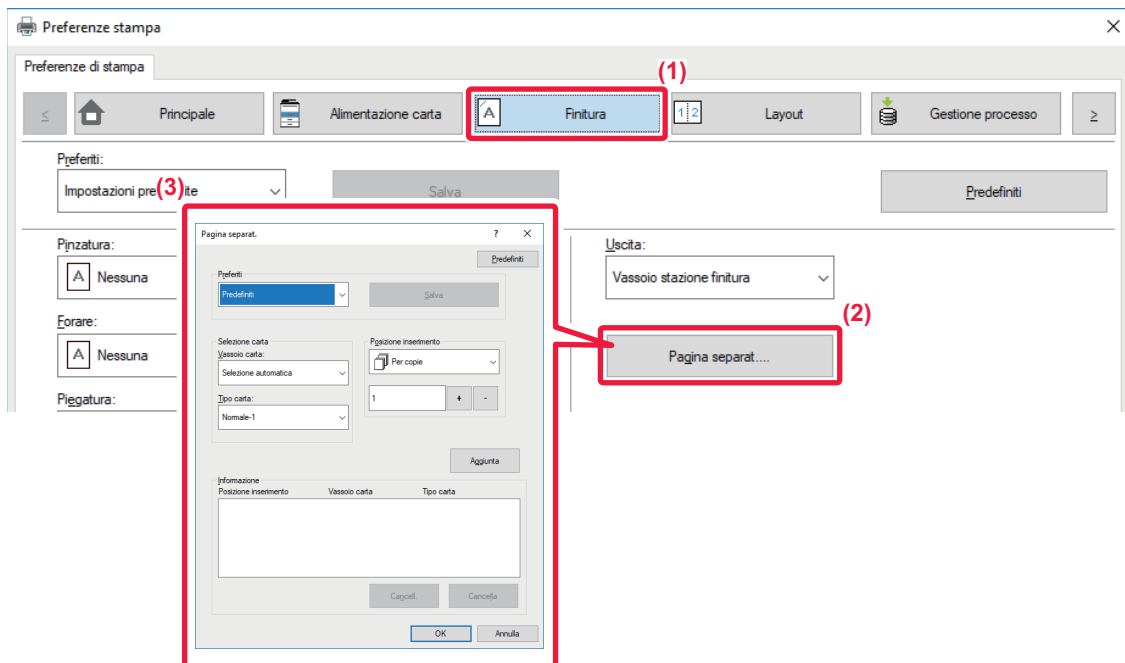 Preferenze stampa
Preferenze di stampa
(1)
<
Principale
Alimentazione carta
A
Finitura
1 2
Layout
Gestione processo
>
Preferiti:
Impostazioni pre
(3)
ite
Salva
Predefiniti
Pinzatura:
A Nessuna
Forare:
A Nessuna
Piegatura:
Uscita:
Vassoio stazione finitura
(2)
Pagina separat....
Pagina separat.
?
Predefiniti
Preferiti
Predefiniti
Salva
Selezione carta
Vassoio carta:
Selezione automatica
Tipo carta:
Normale-1
Posizione inserimento
Per copie
1
+ -
Aggiunta
Informazione
Posizione inserimento Vassoio carta Tipo carta
Cancell. Cancella
OK Annulla